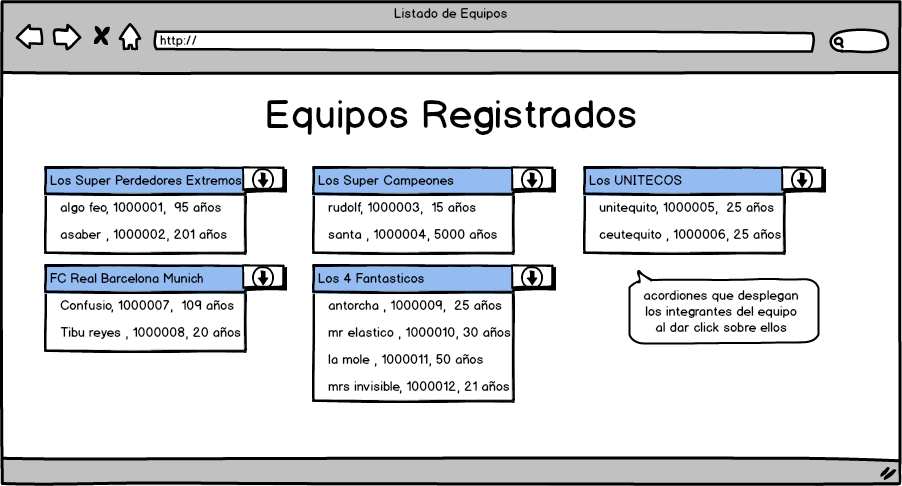 Listado de Equipos
http://
Equipos Registrados
Los Super Perdedores Extremos
algo feo, 1000001, 95 años
asaber , 1000002, 201 años
Los Super Campeones
rudolf, 1000003, 15 años
santa , 1000004, 5000 años
Los UNITECOS
unitequito, 1000005, 25 años
ceutequito , 1000006, 25 años
FC Real Barcelona Munich
Confusio, 1000007, 109 años
Tibu reyes , 1000008, 20 años
Los 4 Fantasticos
antorcha , 1000009, 25 años
mr elastico , 1000010, 30 años
la mole , 1000011, 50 años
mrs invisible, 1000012, 21 años
acordiones que desplegan
los integrantes del equipo
al dar click sobre ellos